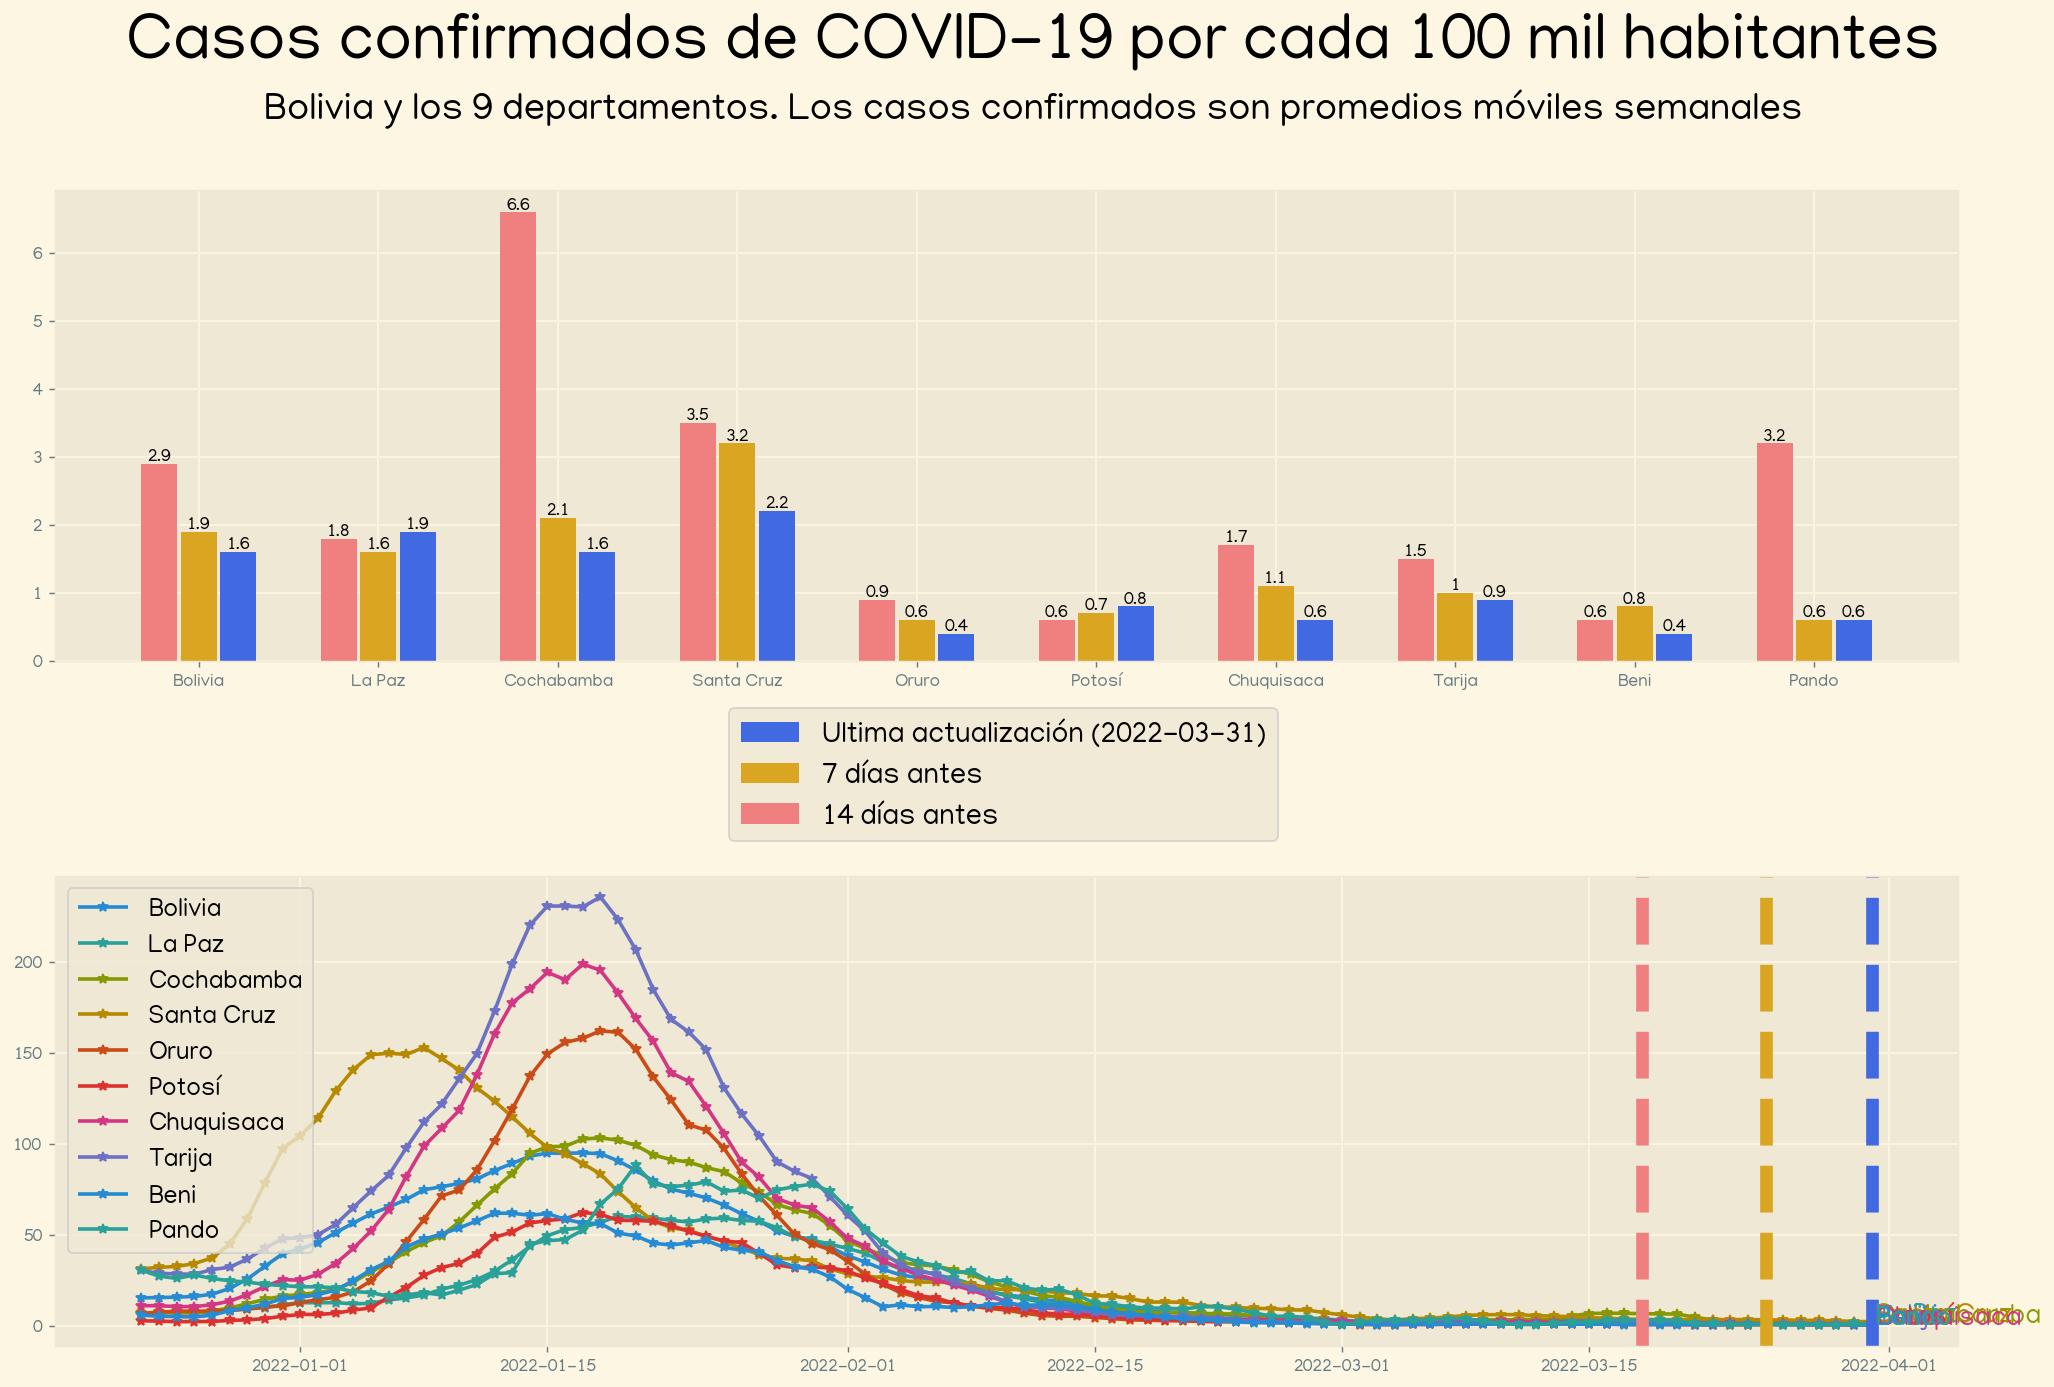 Casos confirmados de COVID-19 por cada 100 mil habitantes
Bolivia y los 9 departamentos. Los casos confirmados son promedios móviles semanales
6
5
4
3
2
1
0
2.9 1.9 1.6
1.8 1.6 1.9
6.6 2.1 1.6
3.5 3.2 2.2
0.9 0.6 0.4
0.6 0.7 0.8
1.7 1.1 0.6
1.5 1 0.9
0.6 0.8 0.4
3.2 0.6 0.6
Bolivia La Paz Cochabamba Santa Cruz Oruro Potosí Chuquisaca Tarija Beni Pando
Ultima actualización (2022-03-31)
7 días antes
14 días antes
Bolivia
La Paz
Cochabamba
Santa Cruz
Oruro
Potosí
Chuquisaca
Tarija
Beni
Pando
200
150
100
50
0
2022-01-01 2022-01-15 2022-02-01 2022-02-15 2022-03-01 2022-03-15 2022-04-01